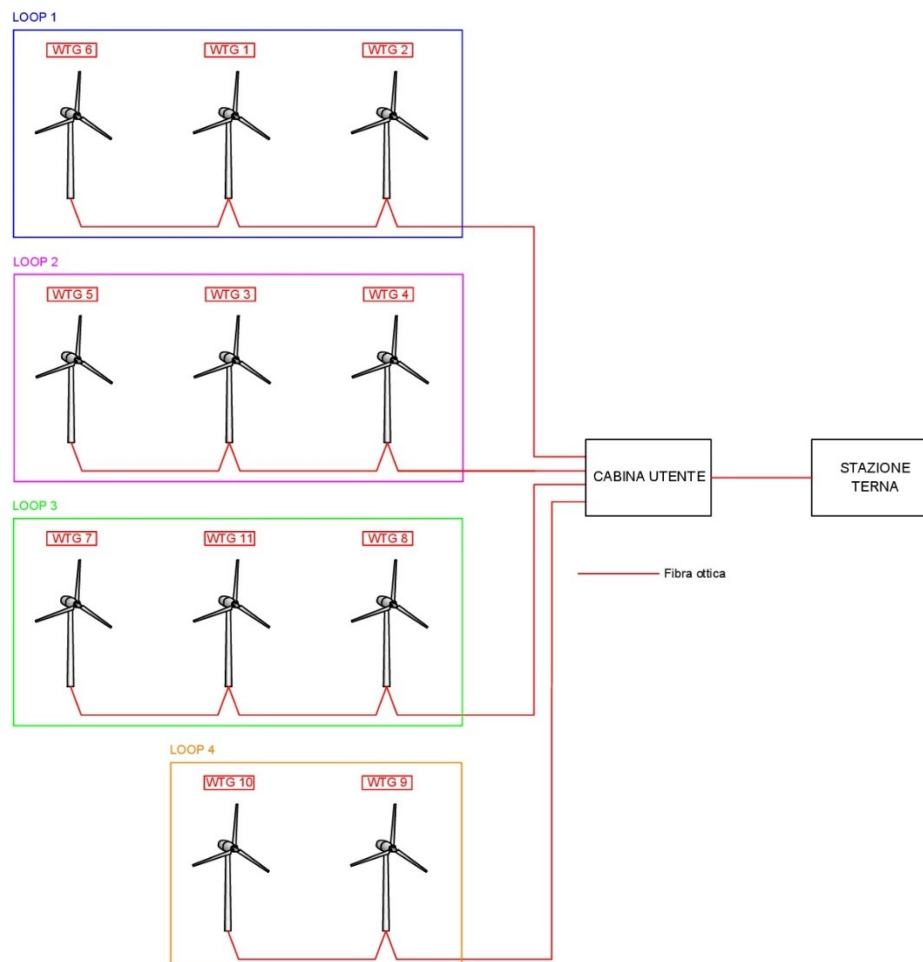 LOOP 1
WTG 6
WTG 1
WTG 2
LOOP 2
WTG 5
WTG 3
WTG 4
CABINA UTENTE
STAZIONE
TERNA
LOOP 3
WTG 7
WTG 11
WTG 8
Fibra ottica
LOOP 4
WTG 10
WTG 9